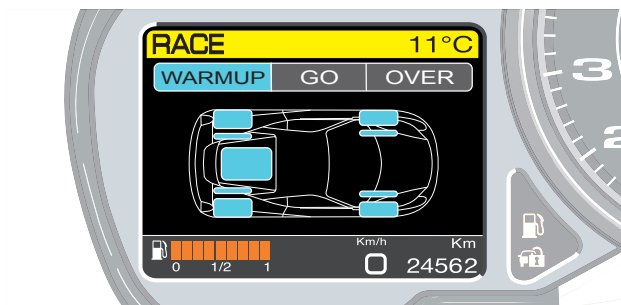 RACE 11°C
WARMUP GO OVER
Km/h Km
0 1/2 1 0 24562
3
2